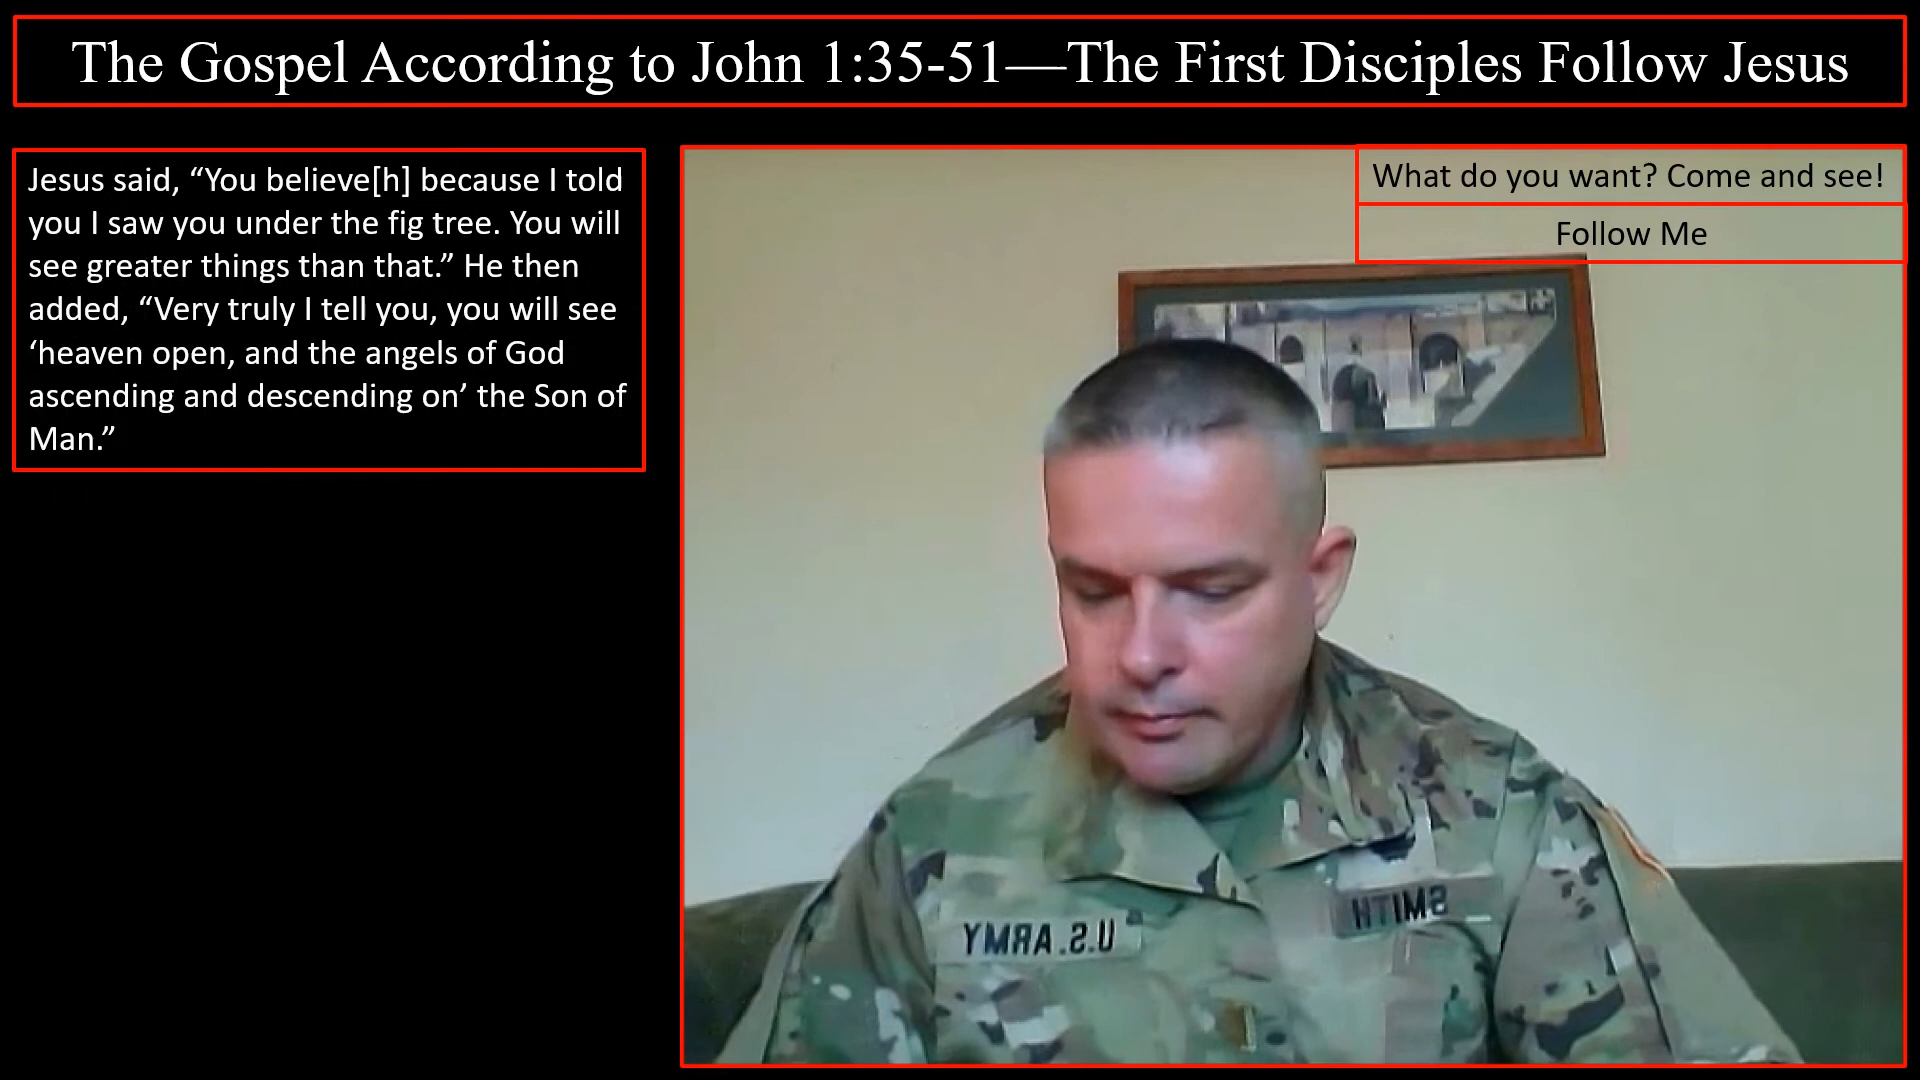 The Gospel According to John 1:35-51—The First Disciples Follow Jesus
Jesus said, “You believe[h] because I told
you I saw you under the fig tree. You will
see greater things than that.” He then
added, “Very truly I tell you, you will see
‘heaven open, and the angels of God
ascending and descending on’ the Son of
Man.”
What do you want? Come and see!
Follow Me
U.S. ARMY
SMITH